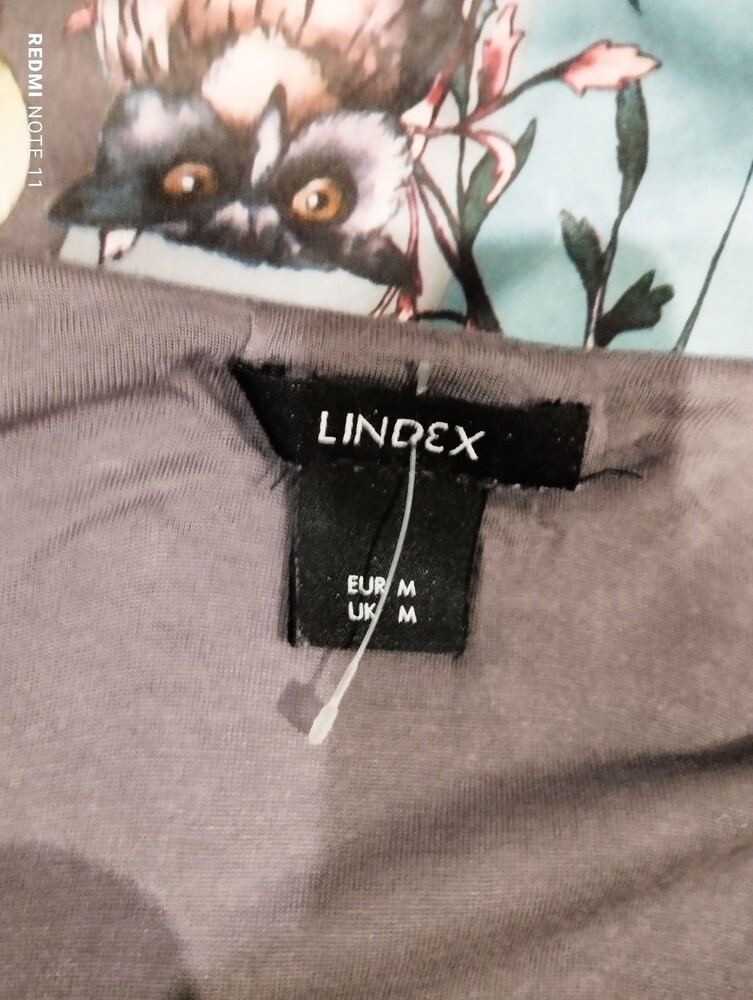 REDMI NOTE 11
LINDEX
EUR M
UK M